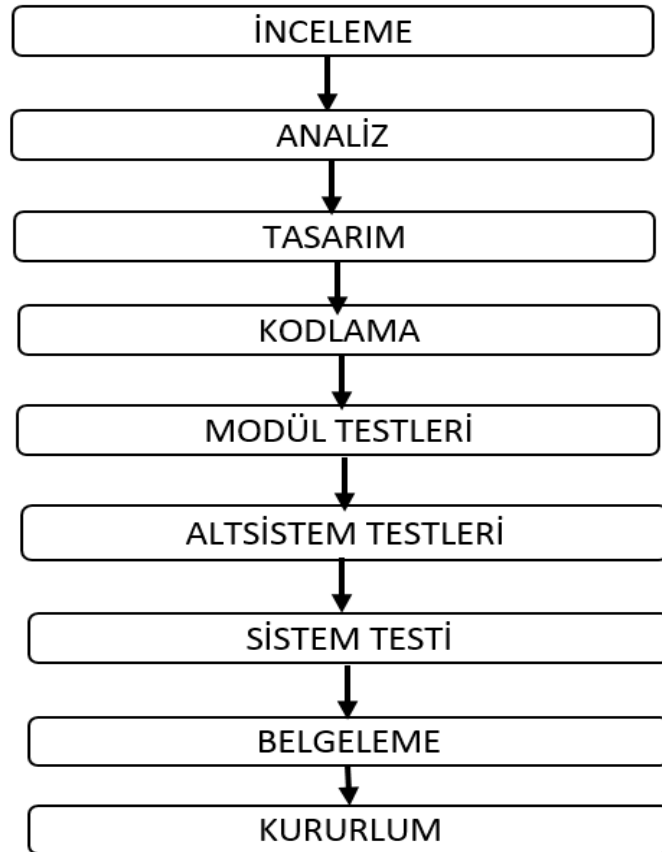 İNCELEME
ANALİZ
TASARIM
KODLAMA
MODÜL TESTLERİ
ALTSİSTEM TESTLERİ
SİSTEM TESTİ
BELGELEME
KURURLUM